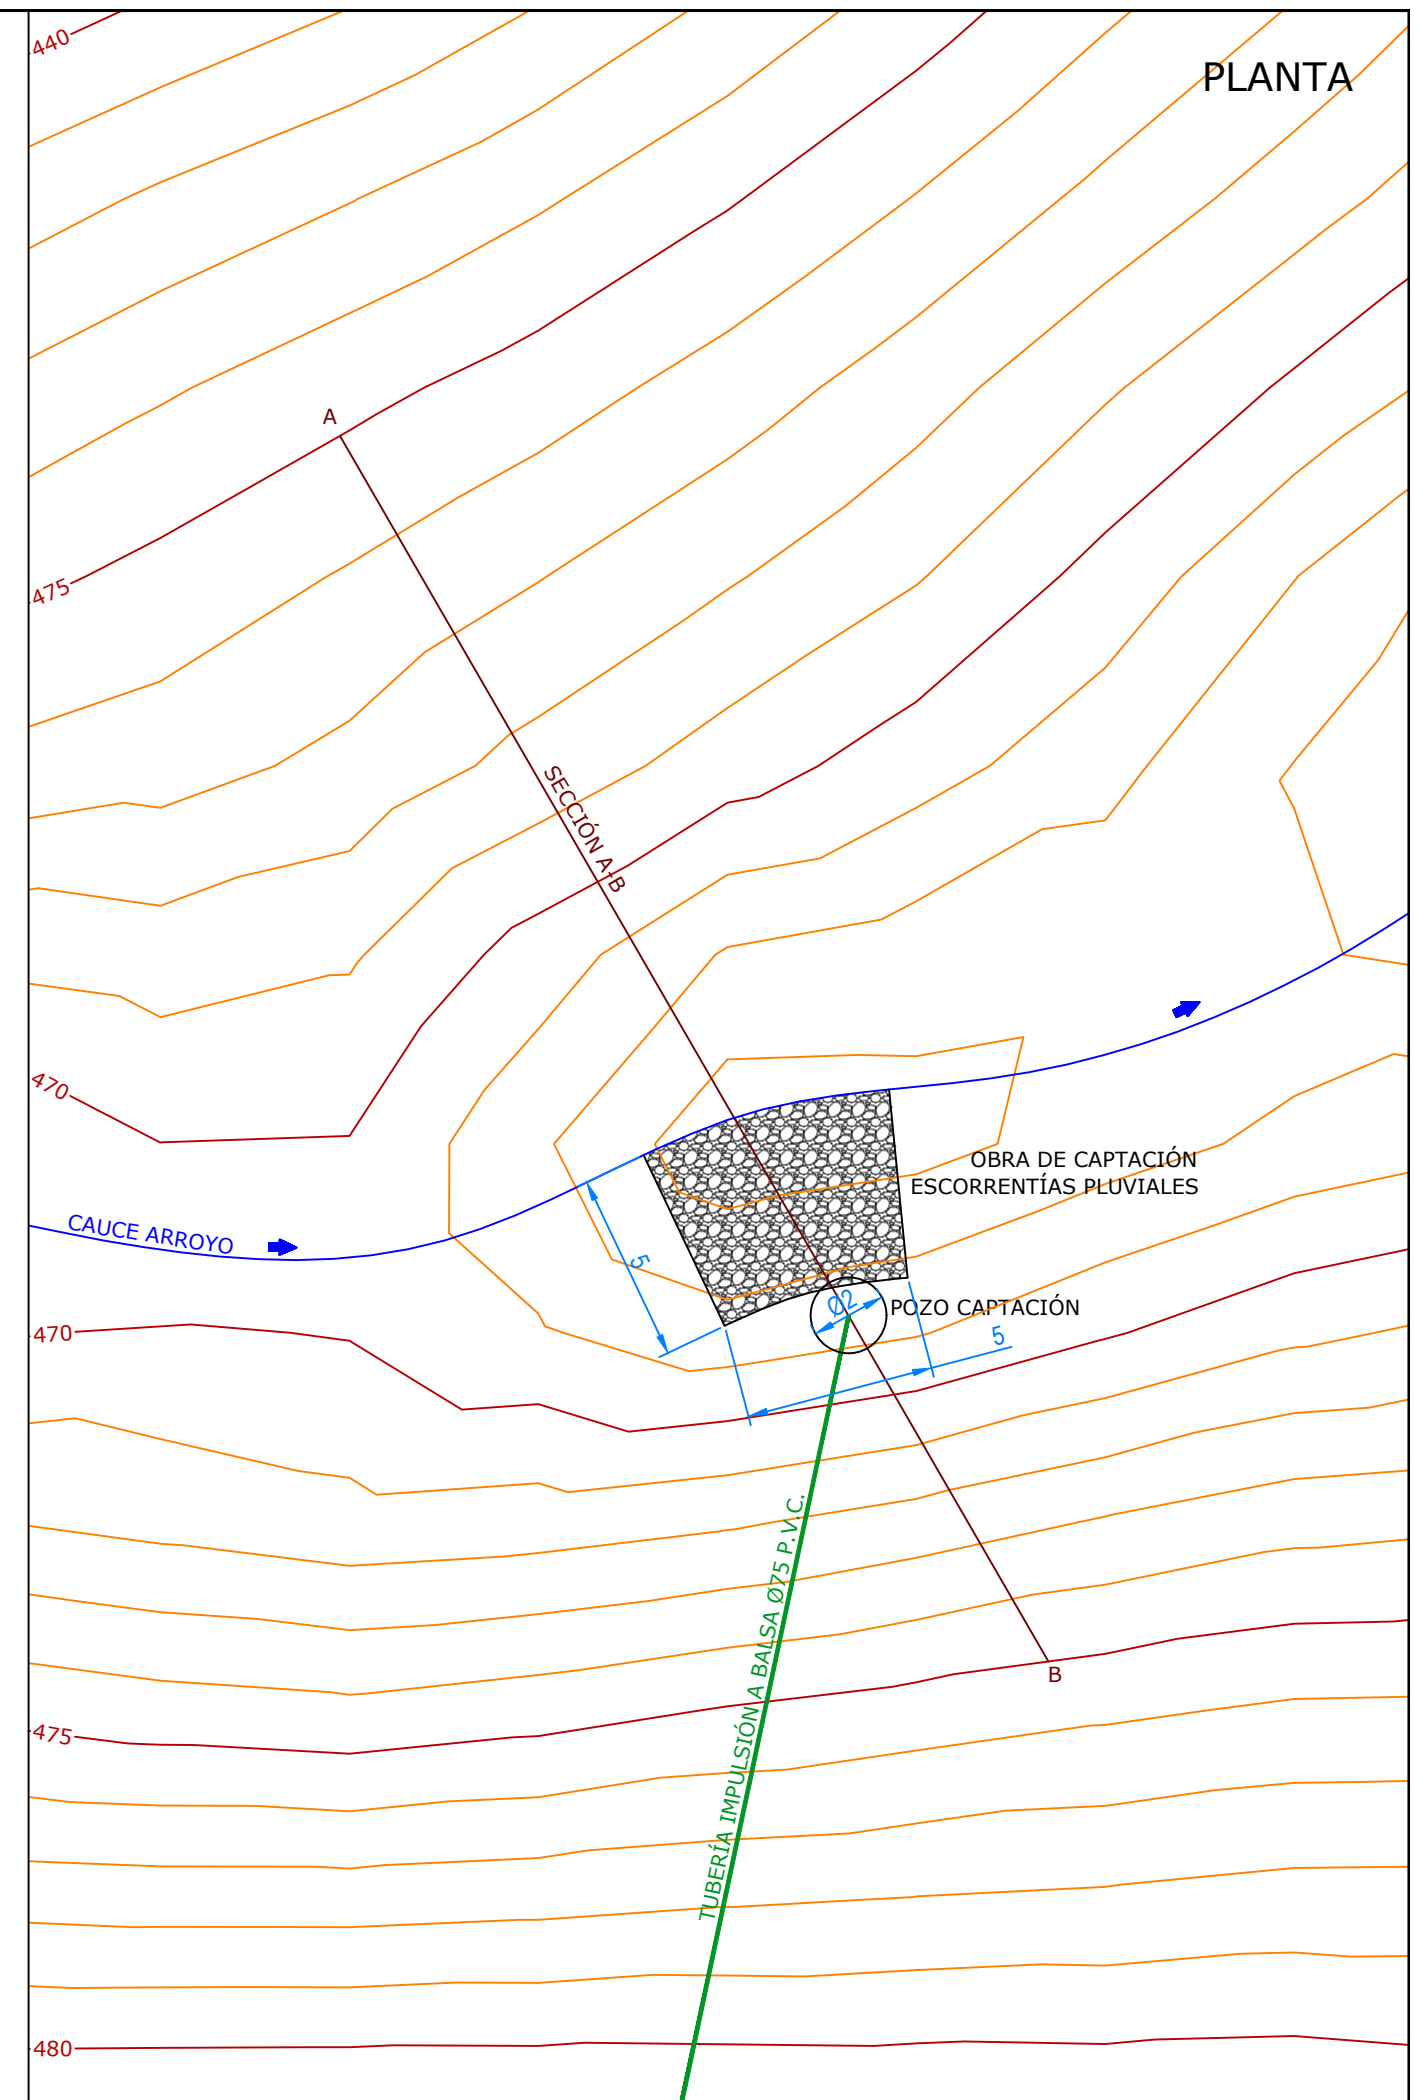 440
PLANTA
A
475
SECCIÓN A-B
470
OBRA DE CAPTACIÓN
ESCORRENTÍAS PLUVIALES
CAUCE ARROYO
5
Ø2
POZO CAPTACIÓN
470
5
TUBERÍA IMPULSIÓN A BALSA Ø75 P.V.C.
B
475
480